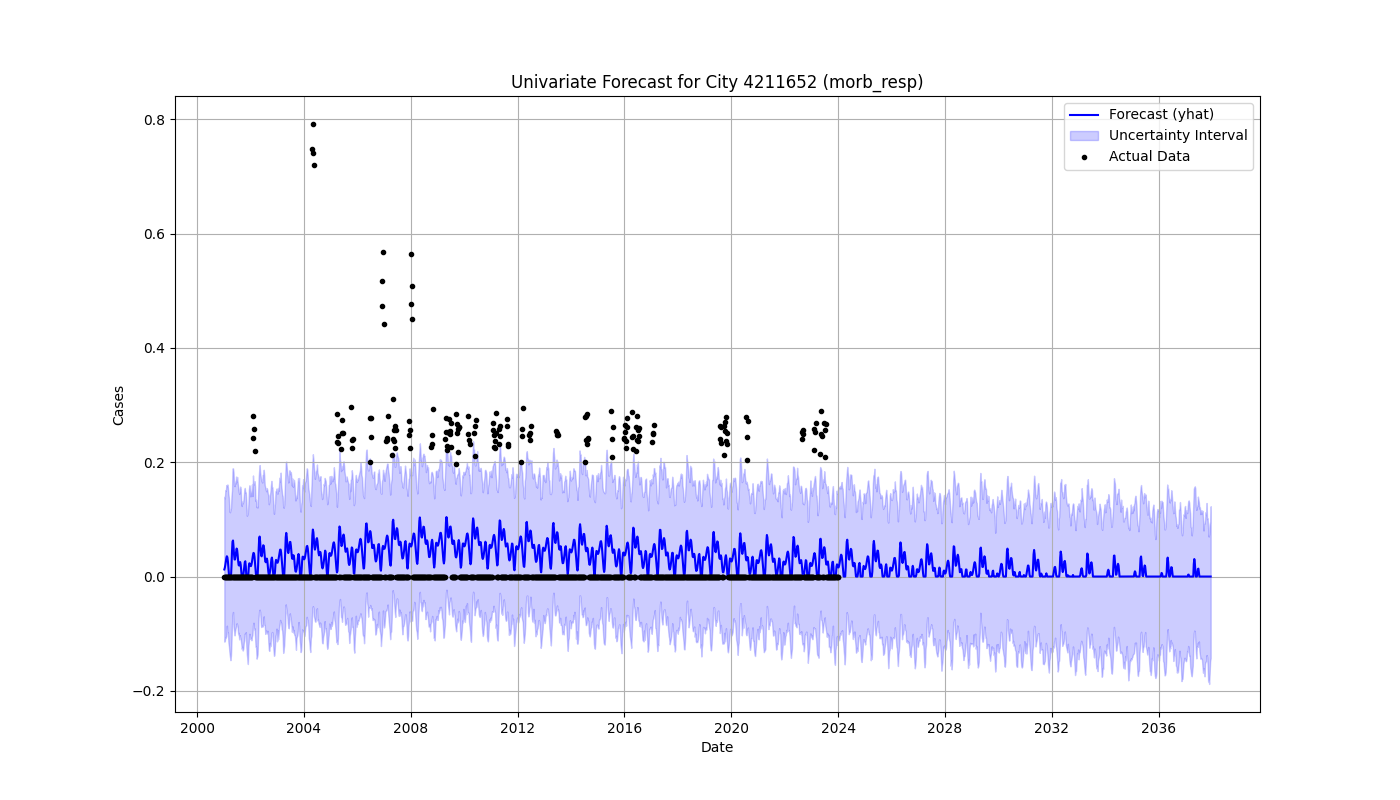 Univariate Forecast for City 4211652 (morb_resp)
Forecast (yhat)
Uncertainty Interval
Actual Data
Cases
0.8
0.6
0.4
0.2
0.0
−0.2
2000
2004
2008
2012
2016
2020
2024
2028
2032
2036
Date